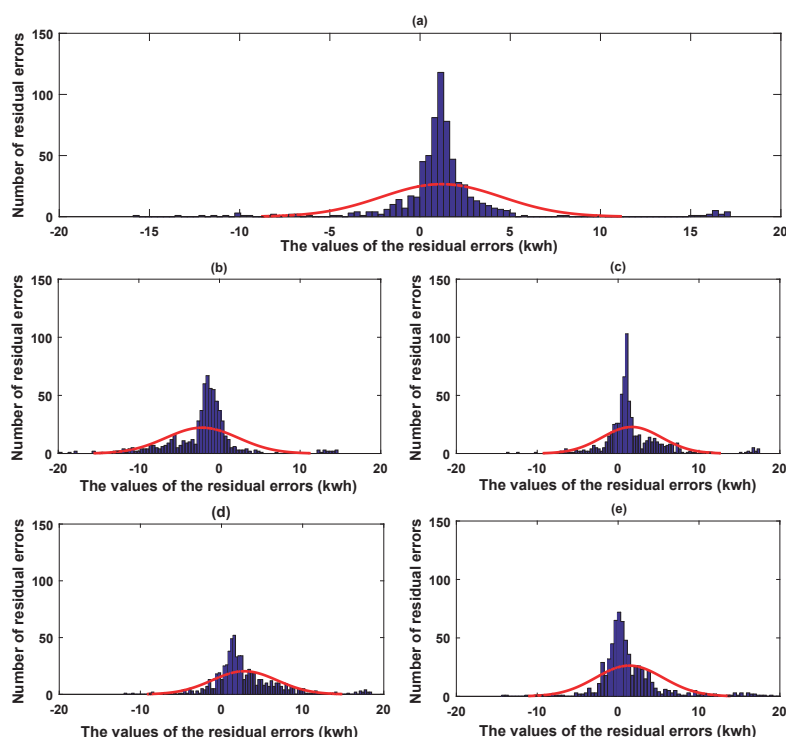 (a)
150
100
50
0
Number of residual errors
-20 -15 -10 -5 0 5 10 15 20
The values of the residual errors (kwh)
(b)
150
100
50
0
Number of residual errors
-20 -10 0 10 20
The values of the residual errors (kwh)
(c)
150
100
50
0
Number of residual errors
-20 -10 0 10 20
The values of the residual errors (kwh)
(d)
150
100
50
0
Number of residual errors
-20 -10 0 10 20
The values of the residual errors (kwh)
(e)
150
100
50
0
Number of residual errors
-20 -10 0 10 20
The values of the residual errors (kwh)